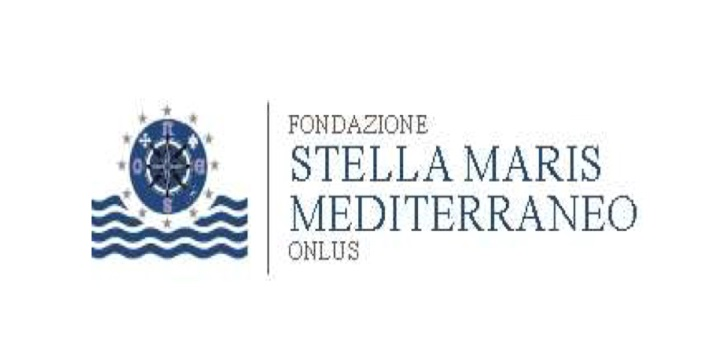 FONDAZIONE
STELLA MARIS
MEDITERRANEO
ONLUS